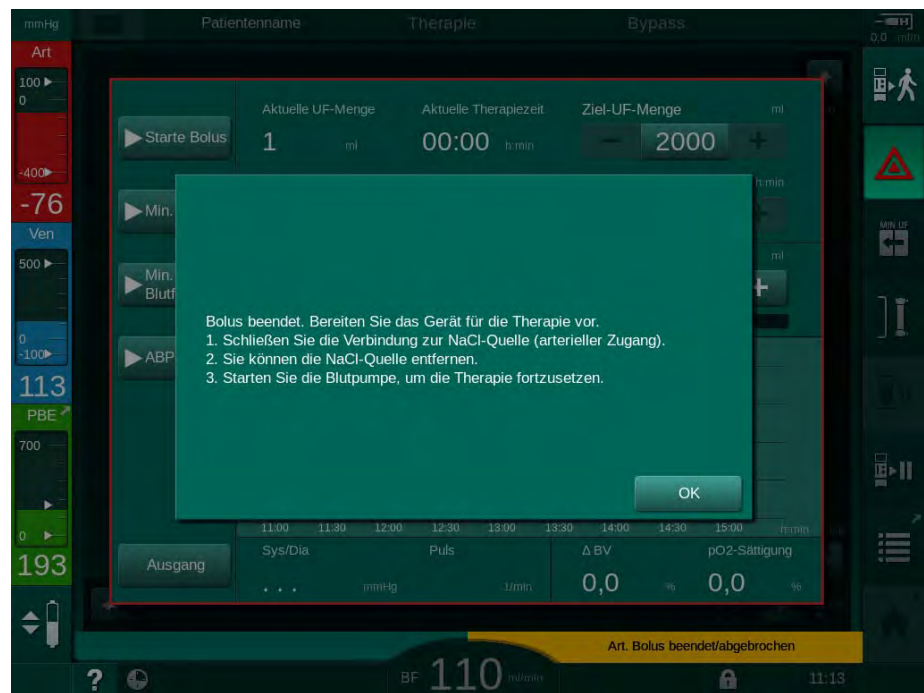 mmHg
Patientenname
Therapie
Bypass
H
0,0 ml/m
Art
100
0
-400
-76
Ven
500
0
-100
113
PBE
700
0
193
Aktuelle UF-Menge
Aktuelle Therapiezeit
Ziel-UF-Menge
ml
Starte Bolus
1
ml
00:00
h:min
−
2000
+
h:min
Min.
+
ml
Min.
Blutf
+
ABP
Bolus beendet. Bereiten Sie das Gerät für die Therapie vor.
1. Schließen Sie die Verbindung zur NaCl-Quelle (arterieller Zugang).
2. Sie können die NaCl-Quelle entfernen.
3. Starten Sie die Blutpumpe, um die Therapie fortzusetzen.
OK
11:00 11:30 12:00 12:30 13:00 13:30 14:00 14:30 15:00 h:min
Ausgang
Sys/Dia
Puls
Δ BV
pO2-Sättigung
. . .
mmHg
1/min
0,0
%
0,0
%
MIN UF
Art. Bolus beendet/abgebrochen
?
BF 110 ml/min
11:13